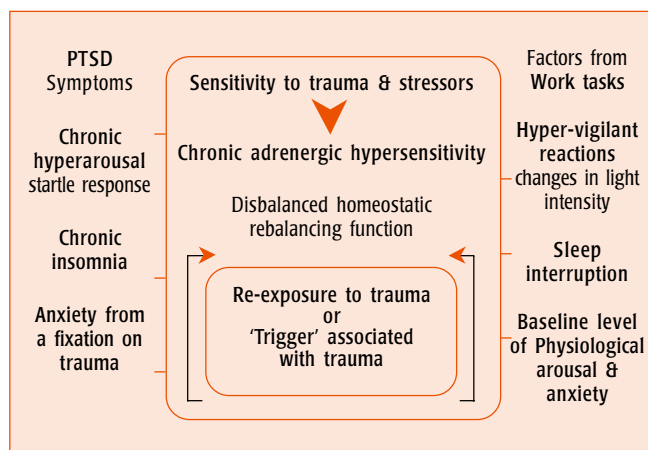 PTSD
Symptoms
Chronic
hyperarousal
startle response
Chronic
insomnia
Anxiety from
a fixation on
trauma
Sensitivity to trauma & stressors
Chronic adrenergic hypersensitivity
Disbalanced homeostatic
rebalancing function
Re-exposure to trauma
or
‘Trigger’ associated
with trauma
Factors from
Work tasks
Hyper-vigilant
reactions
changes in light
intensity
Sleep
interruption
Baseline level
of Physiological
arousal &
anxiety